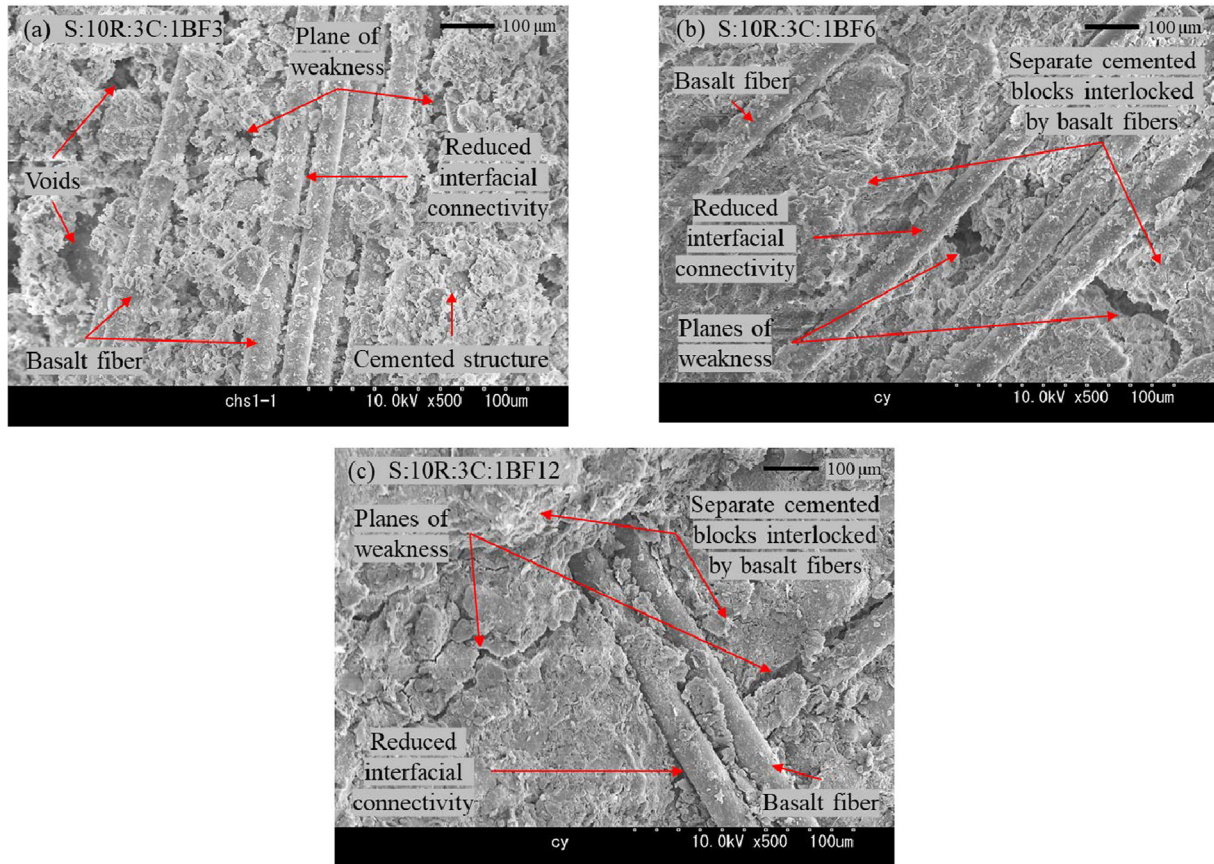 (a) S:10R:3C:1BF3
100 μm
Plane of
weakness
Voids
Reduced
interfacial
connectivity
Basalt fiber
Cemented structure
chs1-1 10.0kV x500 100um
(b) S:10R:3C:1BF6
100 μm
Basalt fiber
Separate cemented
blocks interlocked
by basalt fibers
Reduced
interfacial
connectivity
Planes of
weakness
cy 10.0kV x500 100um
(c) S:10R:3C:1BF12
100 μm
Planes of
weakness
Separate cemented
blocks interlocked
by basalt fibers
Reduced
interfacial
connectivity
Basalt fiber
cy 10.0kV x500 100um